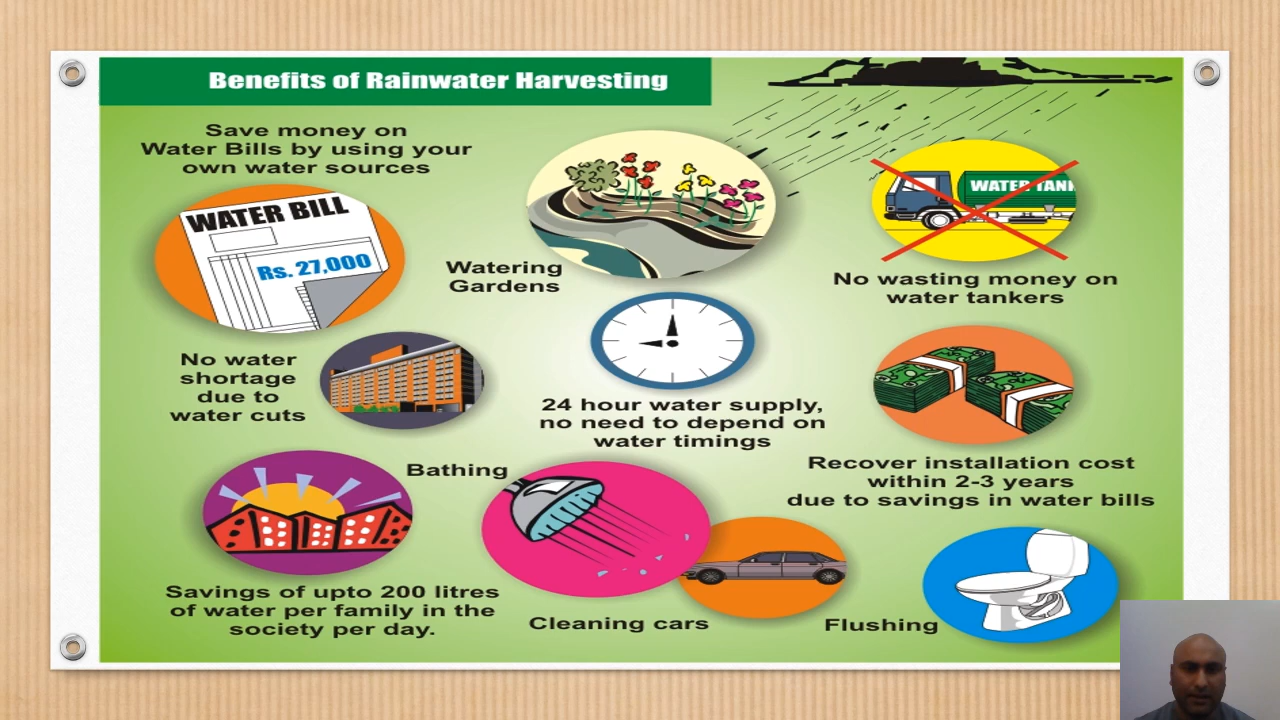 Benefits of Rainwater Harvesting
Save money on
Water Bills by using your
own water sources
WATER BILL
Rs. 27,000
Watering
Gardens
WATER TANK
No wasting money on
water tankers
No water
shortage
due to
water cuts
24 hour water supply,
no need to depend on
water timings
Recover installation cost
within 2-3 years
due to savings in water bills
Bathing
Savings of upto 200 litres
of water per family in the
society per day.
Cleaning cars
Flushing